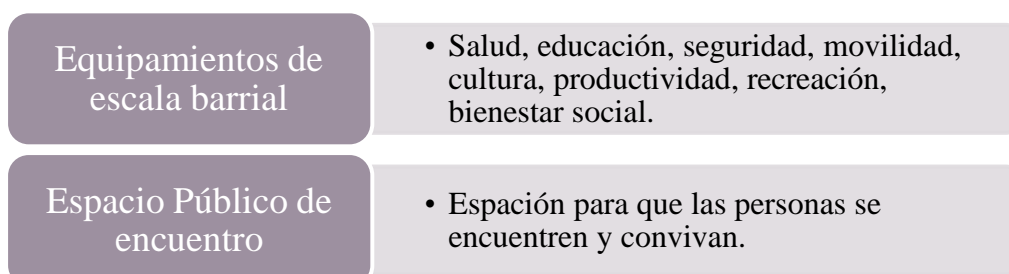 Equipamientos de
escala barrial
• Salud, educación, seguridad, movilidad,
cultura, productividad, recreación,
bienestar social.
Espacio Público de
encuentro
• Espación para que las personas se
encuentren y convivan.